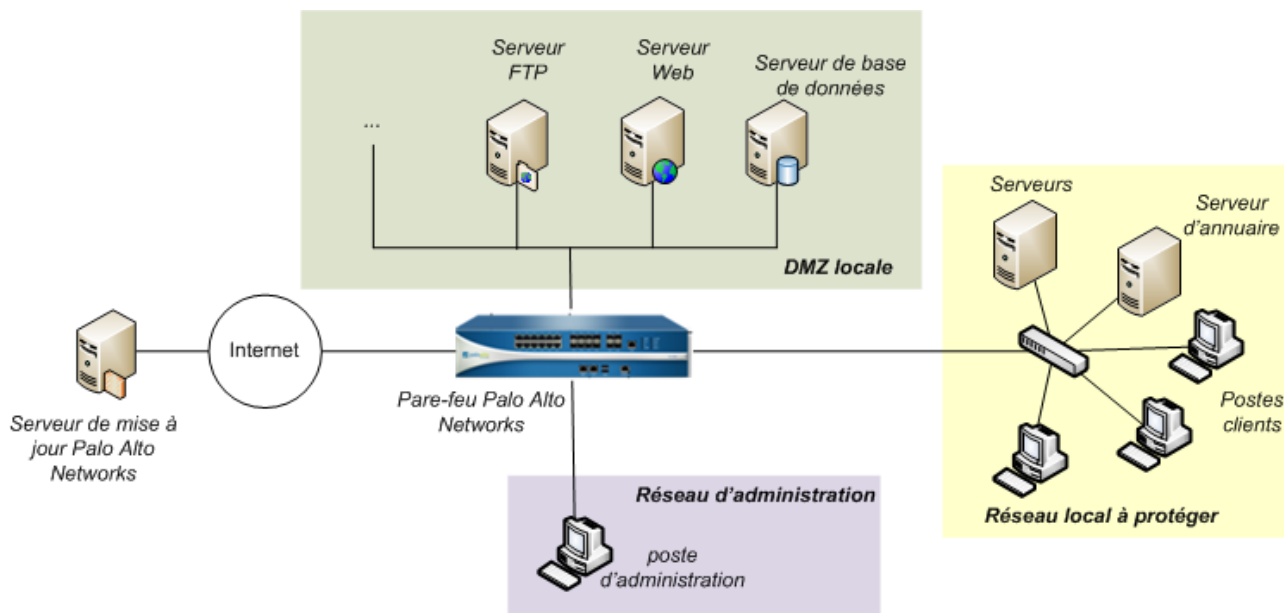 Serveur
FTP
Serveur
Web
Serveur de base
de données
...
DMZ locale
Serveurs
Serveur
d'annuaire
Internet
Serveur de mise à
jour Palo Alto
Networks
Pare-feu Palo Alto
Networks
Postes
clients
Réseau local à protéger
Réseau d'administration
poste
d'administration